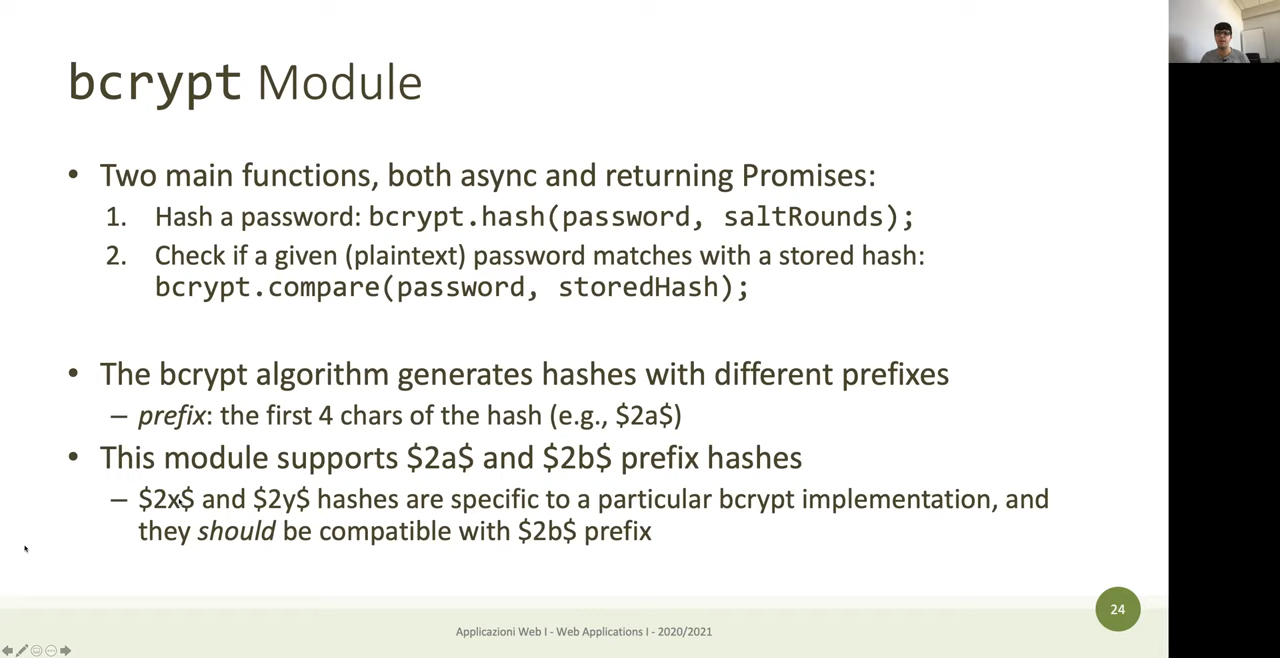 bcrypt Module
• Two main functions, both async and returning Promises:
1. Hash a password: bcrypt.hash(password, saltRounds);
2. Check if a given (plaintext) password matches with a stored hash:
bcrypt.compare(password, storedHash);
• The bcrypt algorithm generates hashes with different prefixes
– prefix: the first 4 chars of the hash (e.g., $2a$)
• This module supports $2a$ and $2b$ prefix hashes
– $2x$ and $2y$ hashes are specific to a particular bcrypt implementation, and
they should be compatible with $2b$ prefix
24
Applicazioni Web I - Web Applications I - 2020/2021